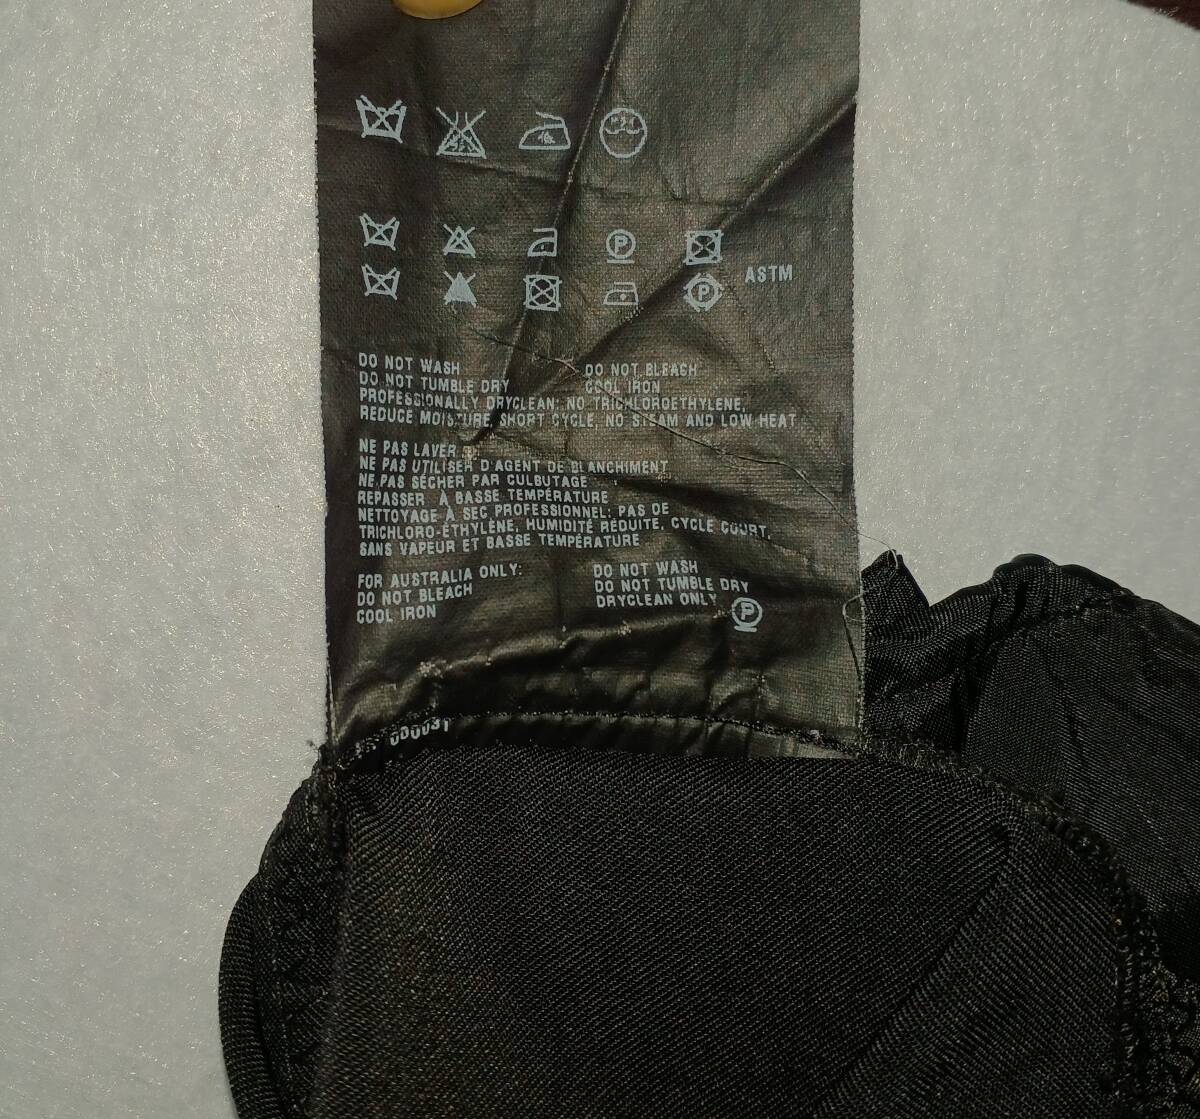 ASTM
DO NOT WASH DO NOT BLEACH
DO NOT TUMBLE DRY COOL IRON
PROFESSIONALLY DRYCLEAN: NO TRICHLOROETHYLENE,
REDUCE MOISTURE, SHORT CYCLE, NO STEAM AND LOW HEAT
NE PAS LAVER
NE PAS UTILISER D'AGENT DE BLANCHIMENT
NE PAS SÉCHER PAR CULBUTAGE
REPASSER À BASSE TEMPÉRATURE
NETTOYAGE À SEC PROFESSIONNEL: PAS DE
TRICHLORO-ÉTHYLÈNE, HUMIDITÉ RÉDUITE, CYCLE COURT,
SANS VAPEUR ET BASSE TEMPÉRATURE
FOR AUSTRALIA ONLY: DO NOT WASH
DO NOT BLEACH DO NOT TUMBLE DRY
COOL IRON DRYCLEAN ONLY P